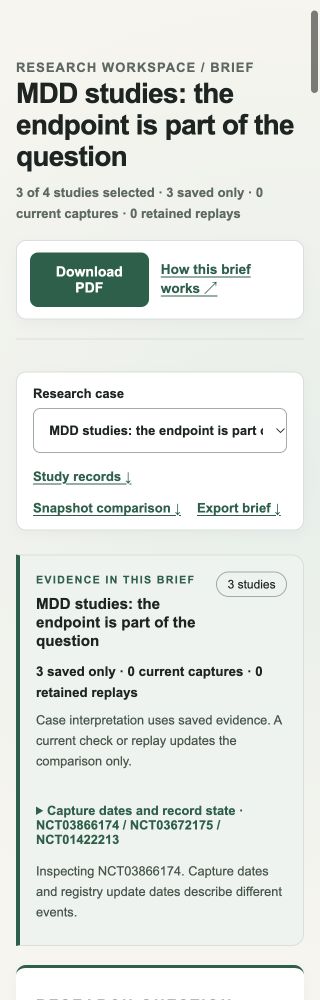 RESEARCH WORKSPACE / BRIEF
MDD studies: the
endpoint is part of the
question
3 of 4 studies selected · 3 saved only · 0
current captures · 0 retained replays
Download
PDF
How this brief
works ↗
Research case
MDD studies: the endpoint is part
Study records ↓
Snapshot comparison ↓ Export brief ↓
EVIDENCE IN THIS BRIEF
3 studies
MDD studies: the
endpoint is part of the
question
3 saved only · 0 current captures · 0
retained replays
Case interpretation uses saved evidence. A
current check or replay updates the
comparison only.
▶ Capture dates and record state ·
NCT03866174 / NCT03672175 /
NCT01422213
Inspecting NCT03866174. Capture dates
and registry update dates describe different
events.